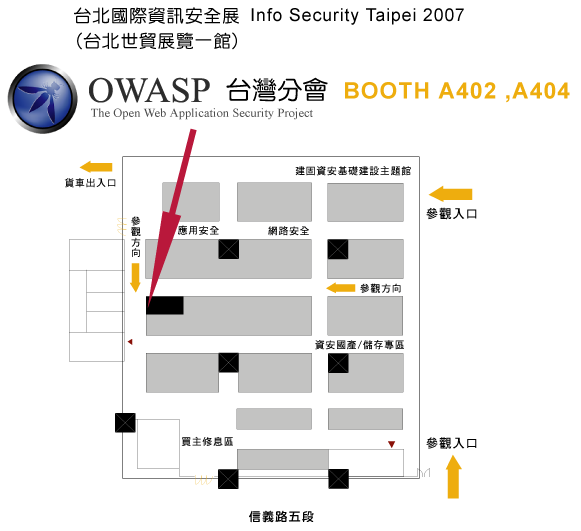 台北國際資訊安全展 Info Security Taipei 2007
(台北世貿展覽一館)
OWASP 台灣分會 BOOTH A402 ,A404
The Open Web Application Security Project
建固資安基礎建設主題館
貨車出入口
參觀入口
參觀方向
應用安全
網路安全
參觀方向
資安國產/儲存專區
買主修息區
參觀入口
信義路五段